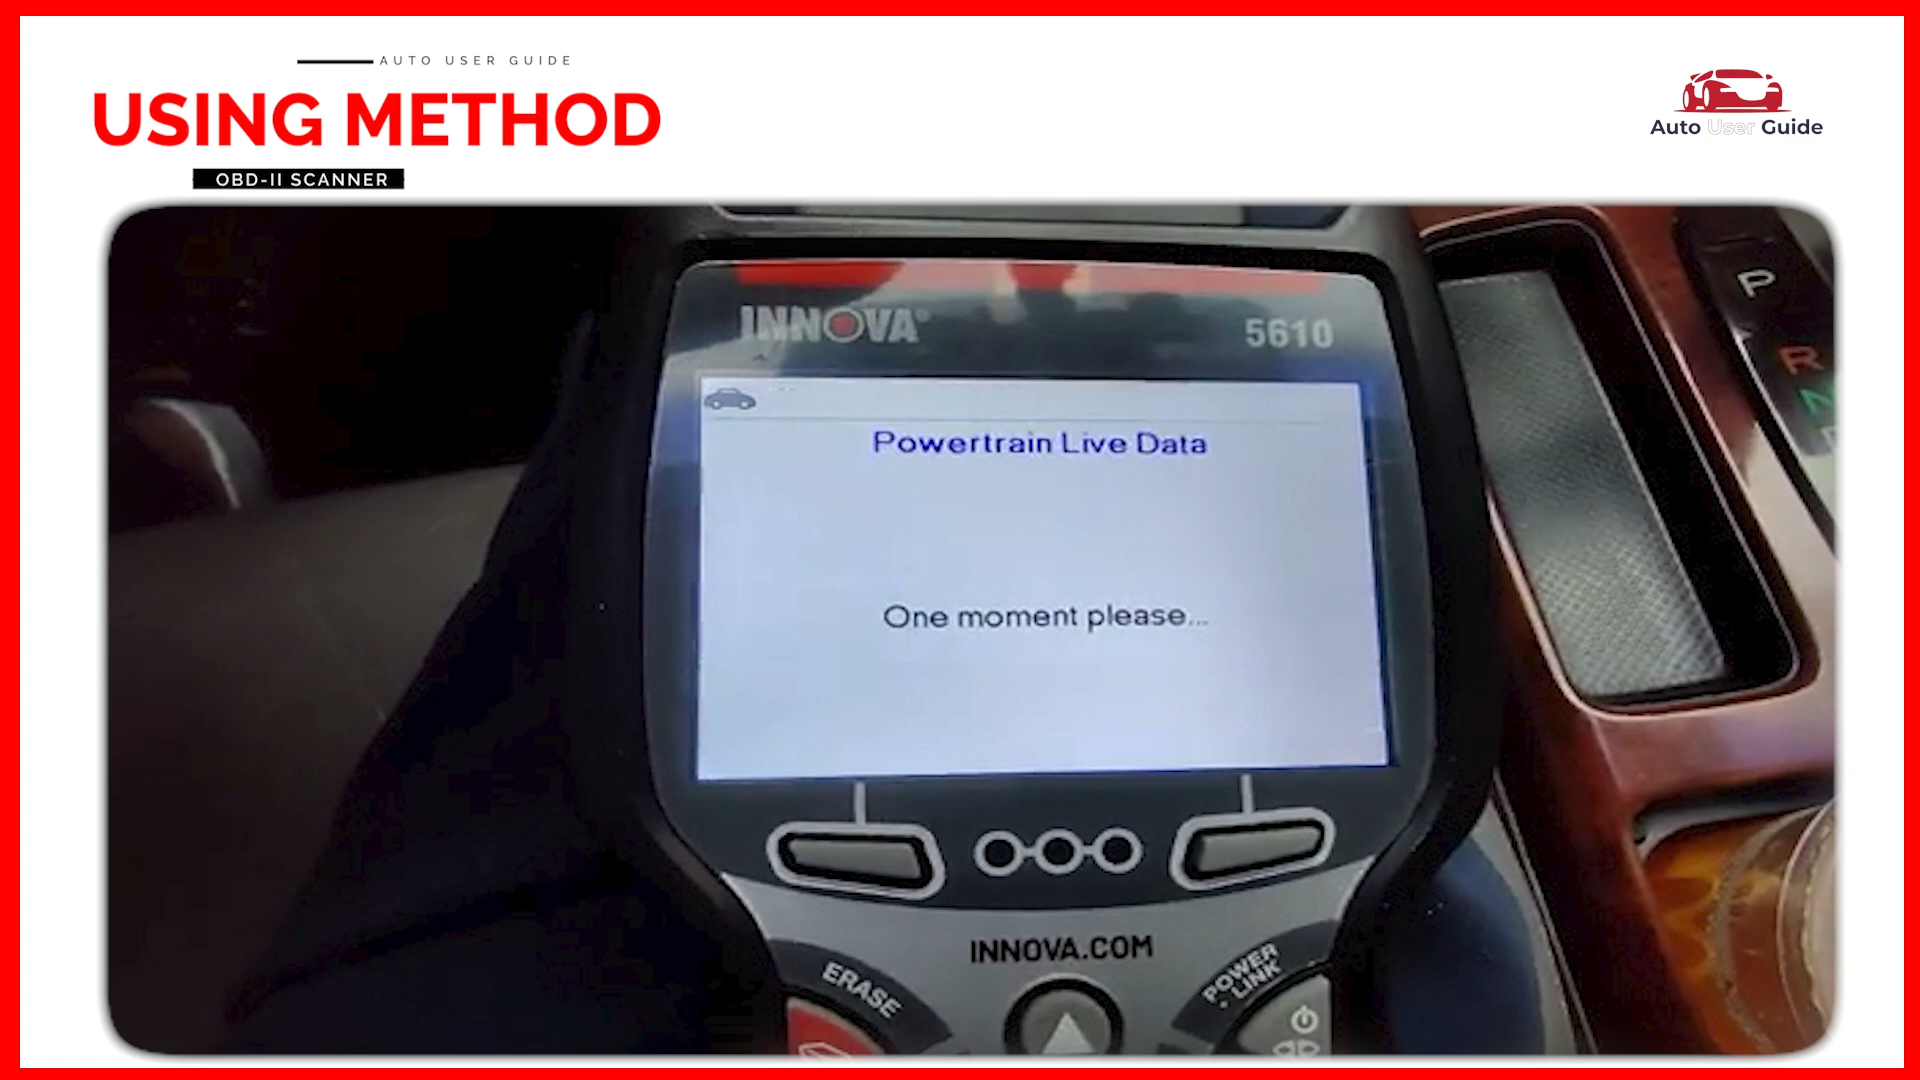 AUTO USER GUIDE
USING METHOD
OBD-II SCANNER
Auto User Guide
INNOVA®
5610
Powertrain Live Data
One moment please...
INNOVA.COM
ERASE
POWER
LINK
P
R
N